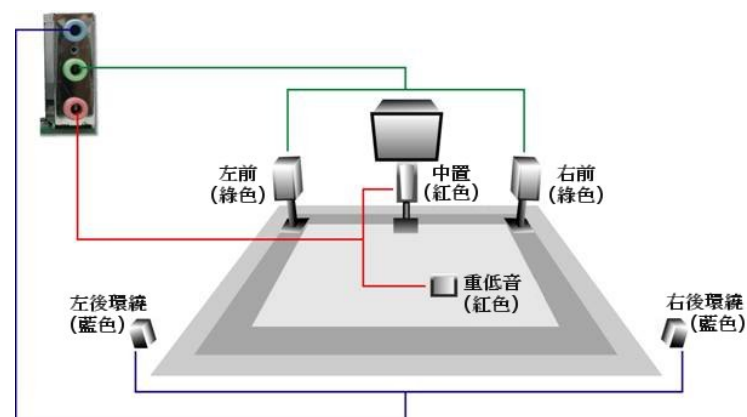 左前
(綠色)
中置
(紅色)
右前
(綠色)
左後環繞
(藍色)
重低音
(紅色)
右後環繞
(藍色)